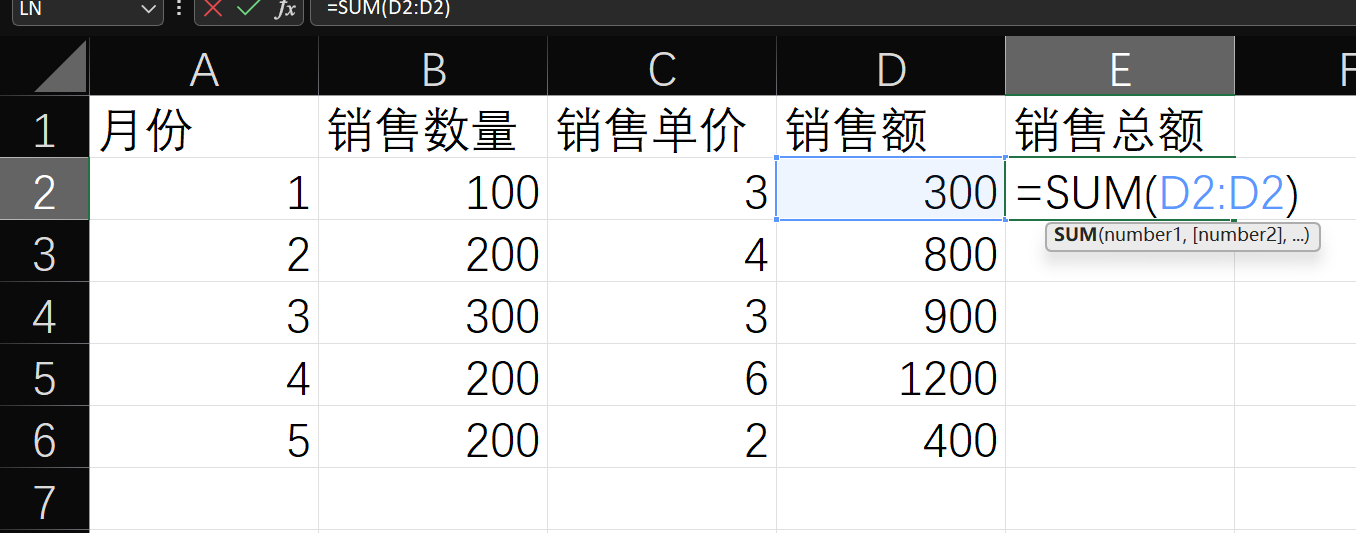 LN fx =SUM(D2:D2)
A B C D E F
1 月份 销售数量 销售单价 销售额 销售总额
2 1 100 3 300 =SUM(D2:D2)
SUM(number1, [number2], ...)
3 2 200 4 800
4 3 300 3 900
5 4 200 6 1200
6 5 200 2 400
7